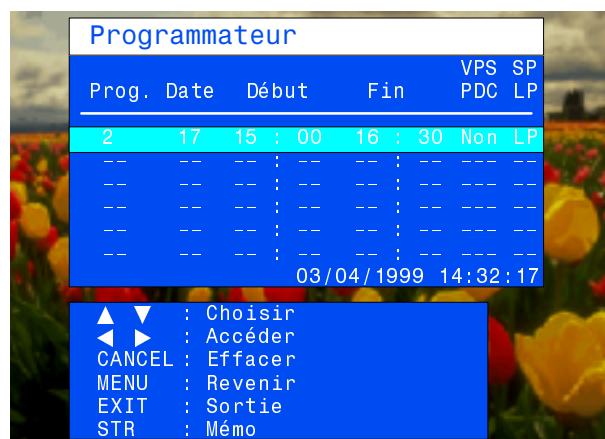 Programmateur
VPS SP
Prog. Date Début Fin PDC LP
2 17 15 : 00 16 : 30 Non LP
-- -- -- : -- -- : -- --- --
-- -- -- : -- -- : -- --- --
-- -- -- : -- -- : -- --- --
-- -- -- : -- -- : -- --- --
-- -- -- : -- -- : -- --- --
03/04/1999 14:32:17
▲ ▼ : Choisir
◀ ▶ : Accéder
CANCEL : Effacer
MENU : Revenir
EXIT : Sortie
STR : Mémo